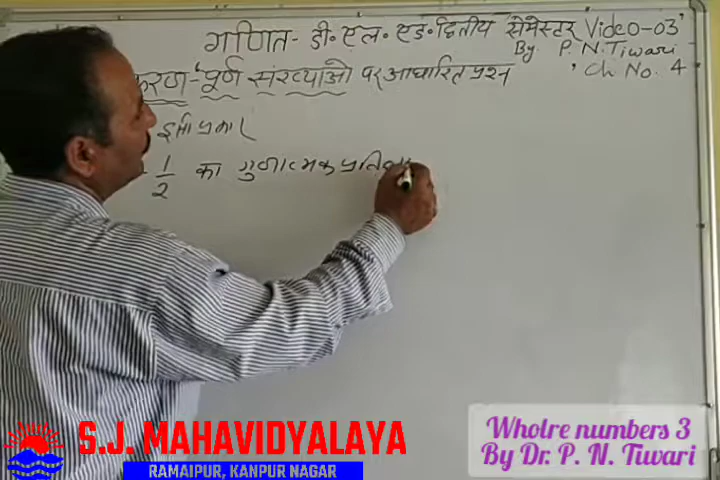 गणित- डी॰ एल॰ एड॰ द्वितीय सेमेस्टर Video-03'
By P. N. Tiwari
करण- 'पूर्ण संख्याओ पर आधारित प्रश्न ' Ch No. 4
इसी प्रकार
- 1/2 का गुणात्मक
S.J. MAHAVIDYALAYA
RAMAIPUR, KANPUR NAGAR
Wholre numbers 3
By Dr. P. N. Tiwari